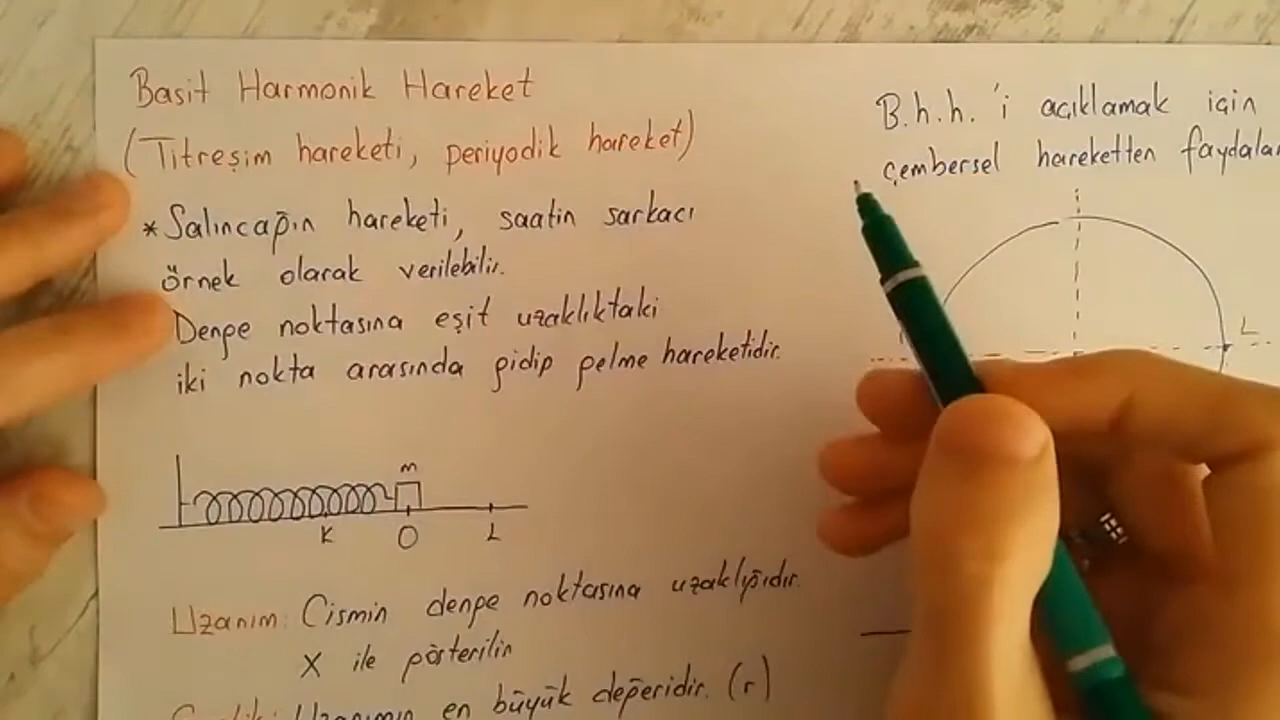 Basit Harmonik Hareket
(Titreşim hareketi, periyodik hareket)
*Salıncağın hareketi, saatin sarkacı
örnek olarak verilebilir.
Denge noktasına eşit uzaklıktaki
iki nokta arasında gidip gelme hareketidir.
m
K O L
Uzanım: Cismin denge noktasına uzaklığıdır.
X ile gösterilir
Uzanımın en büyük değeridir. (r)
B.h.h.'i açıklamak için
çembersel hareketten
L